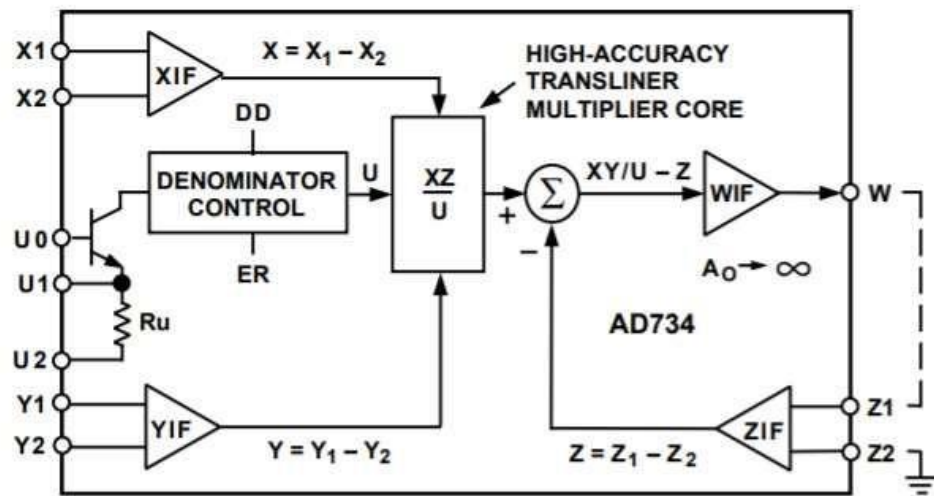 X1
X2
XIF
X = X1 – X2
HIGH-ACCURACY
TRANSLINER
MULTIPLIER CORE
DD
DENOMINATOR
CONTROL
U
XZ
U
+
Σ
–
XY/U – Z
WIF
W
U0
ER
U1
AO → ∞
Ru
AD734
U2
Y1
Y2
YIF
Y = Y1 – Y2
Z = Z1 – Z2
ZIF
Z1
Z2